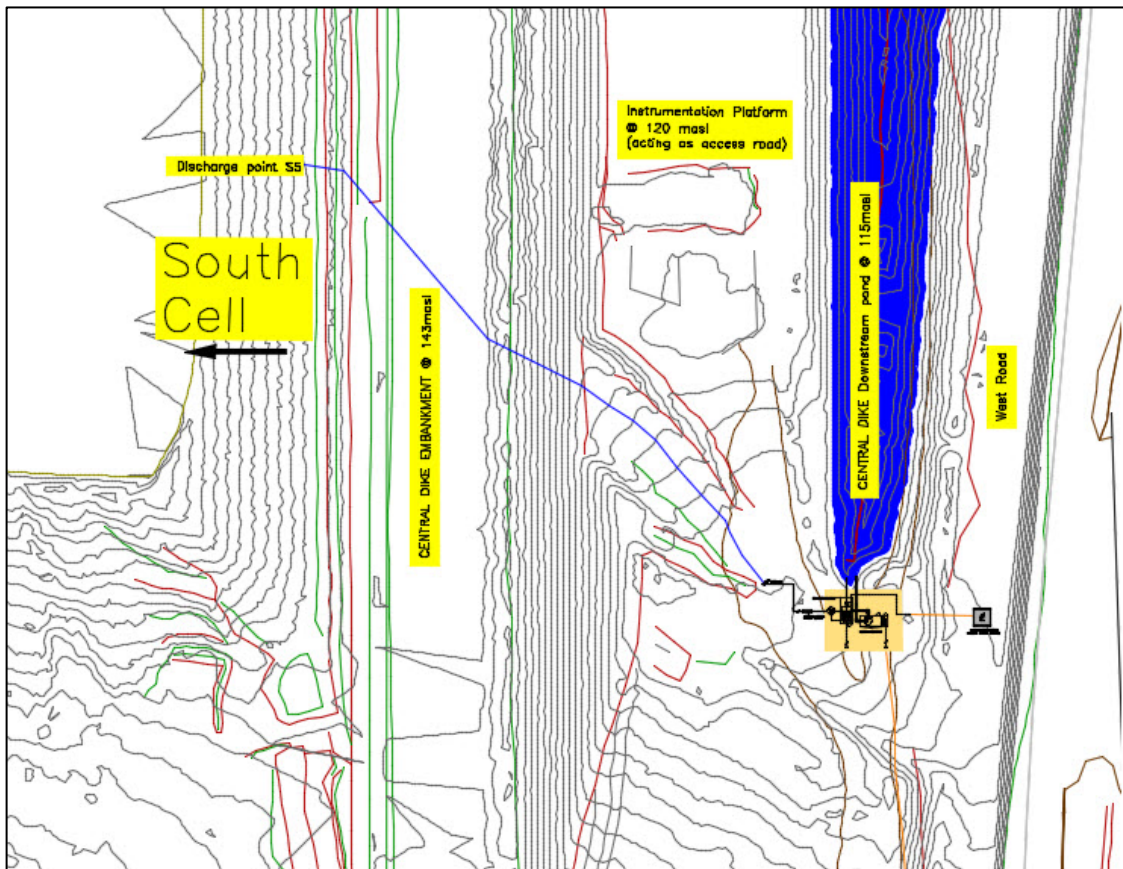 Instrumentation Platform
@ 120 masl
(acting as access road)
Discharge point S5
South
Cell
CENTRAL DIKE EMBANKMENT @ 143masl
CENTRAL DIKE Downstream pond @ 115masl
West Road